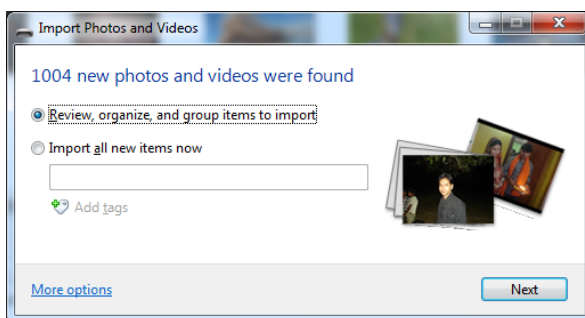 Import Photos and Videos
1004 new photos and videos were found
Review, organize, and group items to import
Import all new items now
Add tags
More options
Next